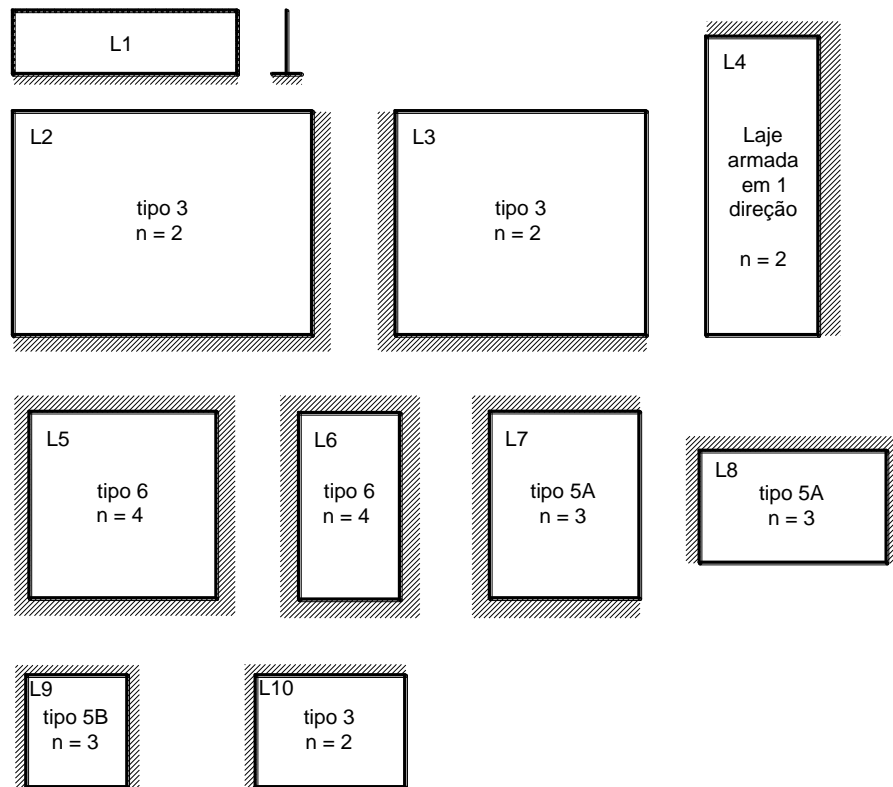 L1
L2
tipo 3
n = 2
L3
tipo 3
n = 2
L4
Laje
armada
em 1
direção
n = 2
L5
tipo 6
n = 4
L6
tipo 6
n = 4
L7
tipo 5A
n = 3
L8
tipo 5A
n = 3
L9
tipo 5B
n = 3
L10
tipo 3
n = 2